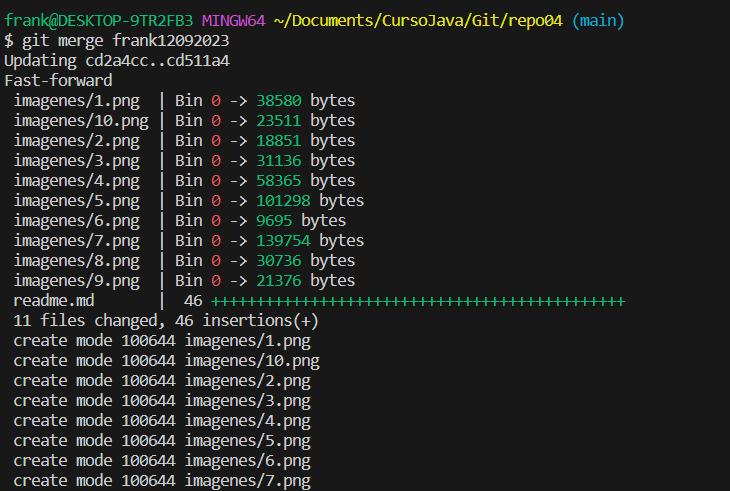 frank@DESKTOP-9TR2FB3 MINGW64 ~/Documents/CursoJava/Git/repo04 (main)
$ git merge frank12092023
Updating cd2a4cc..cd511a4
Fast-forward
 imagenes/1.png  | Bin 0 -> 38580 bytes
 imagenes/10.png | Bin 0 -> 23511 bytes
 imagenes/2.png  | Bin 0 -> 18851 bytes
 imagenes/3.png  | Bin 0 -> 31136 bytes
 imagenes/4.png  | Bin 0 -> 58365 bytes
 imagenes/5.png  | Bin 0 -> 101298 bytes
 imagenes/6.png  | Bin 0 -> 9695 bytes
 imagenes/7.png  | Bin 0 -> 139754 bytes
 imagenes/8.png  | Bin 0 -> 30736 bytes
 imagenes/9.png  | Bin 0 -> 21376 bytes
 readme.md       |  46 ++++++++++++++++++++++++++++++++++++++++++++++
 11 files changed, 46 insertions(+)
 create mode 100644 imagenes/1.png
 create mode 100644 imagenes/10.png
 create mode 100644 imagenes/2.png
 create mode 100644 imagenes/3.png
 create mode 100644 imagenes/4.png
 create mode 100644 imagenes/5.png
 create mode 100644 imagenes/6.png
 create mode 100644 imagenes/7.png